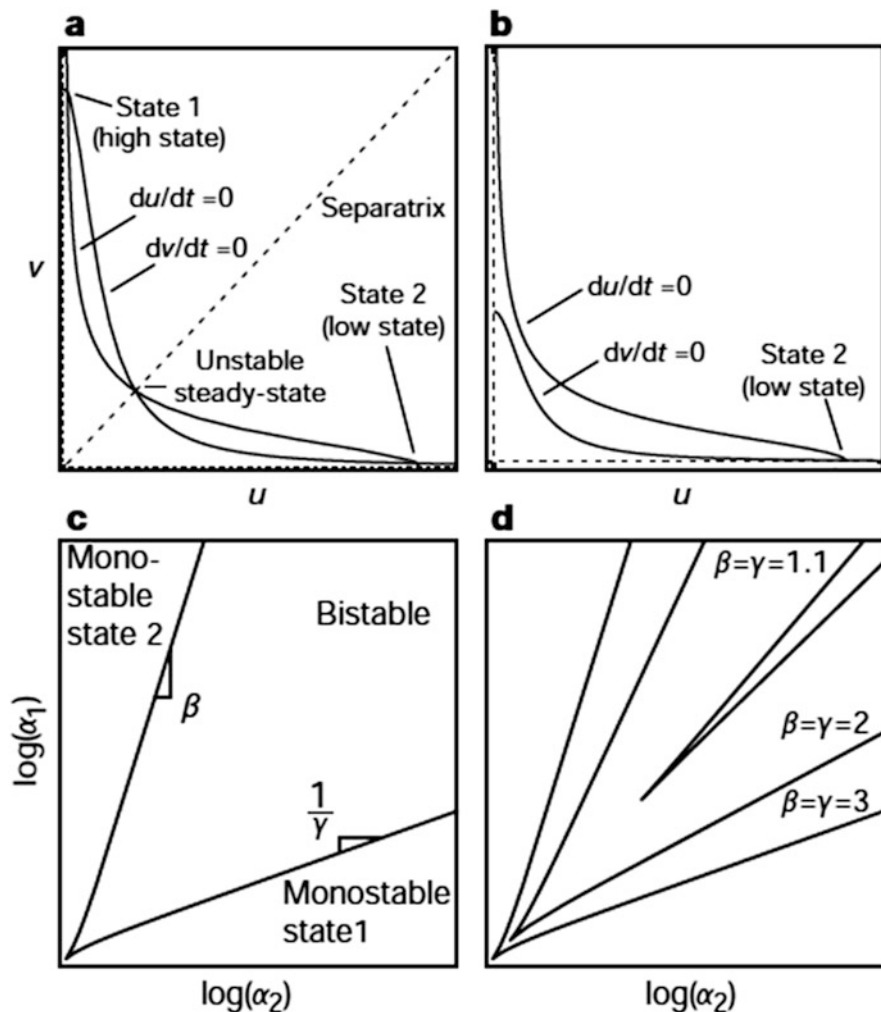 a
State 1
(high state)
du/dt =0
dv/dt =0
Separatrix
State 2
(low state)
Unstable
steady-state
v
u
b
du/dt =0
dv/dt =0
State 2
(low state)
u
c
Mono-
stable
state 2
Bistable
β
1
γ
Monostable
state1
log(α₁)
log(α₂)
d
β=γ=1.1
β=γ=2
β=γ=3
log(α₂)